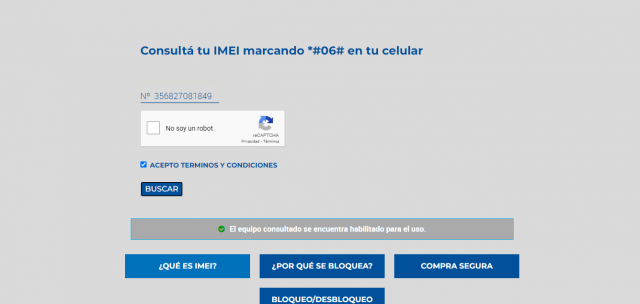 Consultá tu IMEI marcando *#06# en tu celular
Nº 356827081849
No soy un robot
reCAPTCHA
Privacidad - Términos
ACEPTO TERMINOS Y CONDICIONES
BUSCAR
El equipo consultado se encuentra habilitado para el uso.
¿QUÉ ES IMEI?
¿POR QUÉ SE BLOQUEA?
COMPRA SEGURA
BLOQUEO/DESBLOQUEO